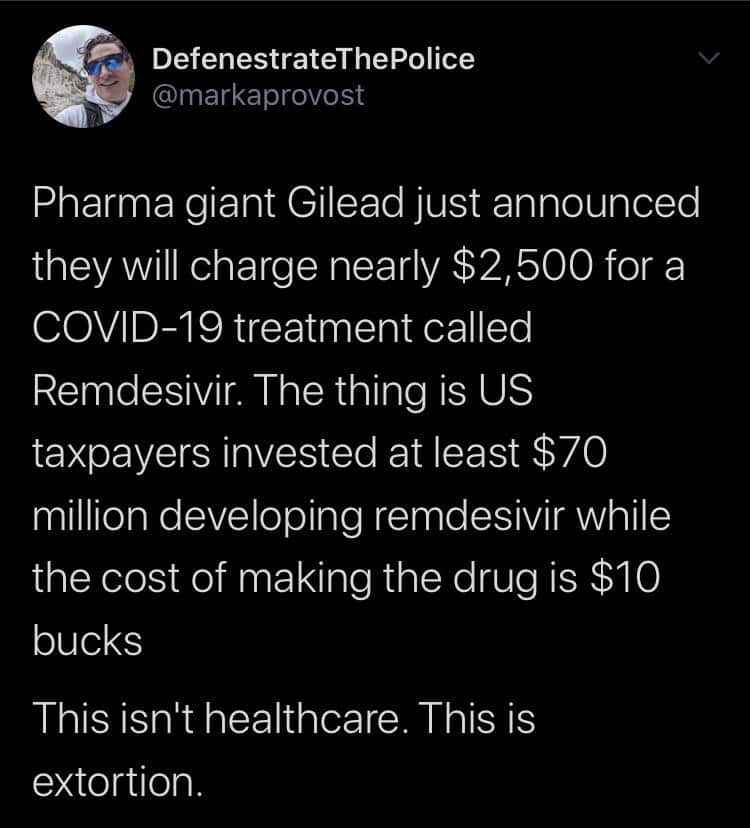 DefenestrateThePolice
@markaprovost
Pharma giant Gilead just announced
they will charge nearly $2,500 for a
COVID-19 treatment called
Remdesivir. The thing is US
taxpayers invested at least $70
million developing remdesivir while
the cost of making the drug is $10
bucks
This isn't healthcare. This is
extortion.